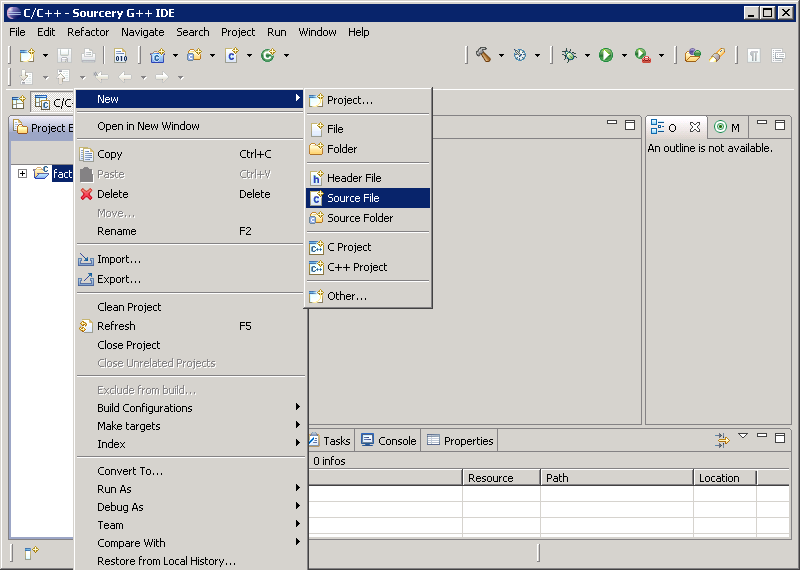 C/C++ - Sourcery G++ IDE
File Edit Refactor Navigate Search Project Run Window Help
010
C/C
Project E
fact
New
Open in New Window
Copy Ctrl+C
Paste Ctrl+V
Delete Delete
Move...
Rename F2
Import...
Export...
Clean Project
Refresh F5
Close Project
Close Unrelated Projects
Exclude from build...
Build Configurations
Make targets
Index
Convert To...
Run As
Debug As
Team
Compare With
Restore from Local History...
Project...
File
Folder
Header File
Source File
Source Folder
C Project
C++ Project
Other...
O M
An outline is not available.
Tasks Console Properties
0 infos
Resource Path Location